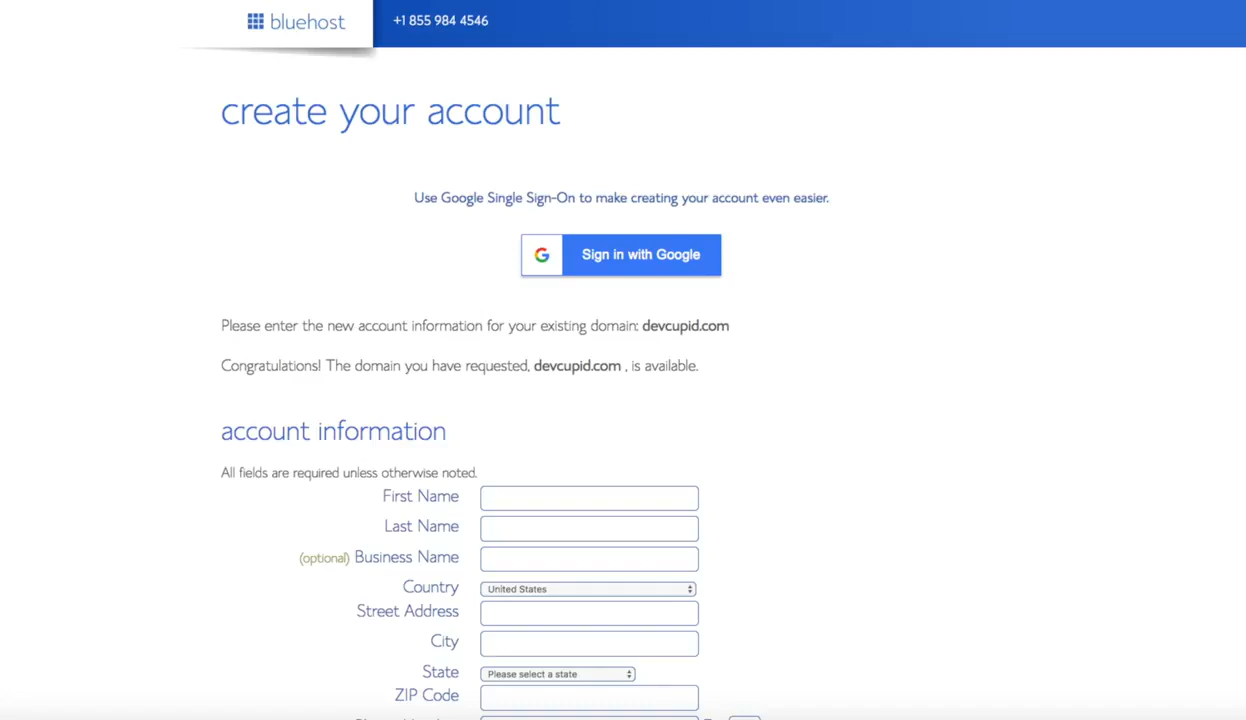 bluehost
+1 855 984 4546
create your account
Use Google Single Sign-On to make creating your account even easier.
G Sign in with Google
Please enter the new account information for your existing domain: devcupid.com
Congratulations! The domain you have requested, devcupid.com , is available.
account information
All fields are required unless otherwise noted.
First Name
Last Name
(optional) Business Name
Country United States
Street Address
City
State Please select a state
ZIP Code